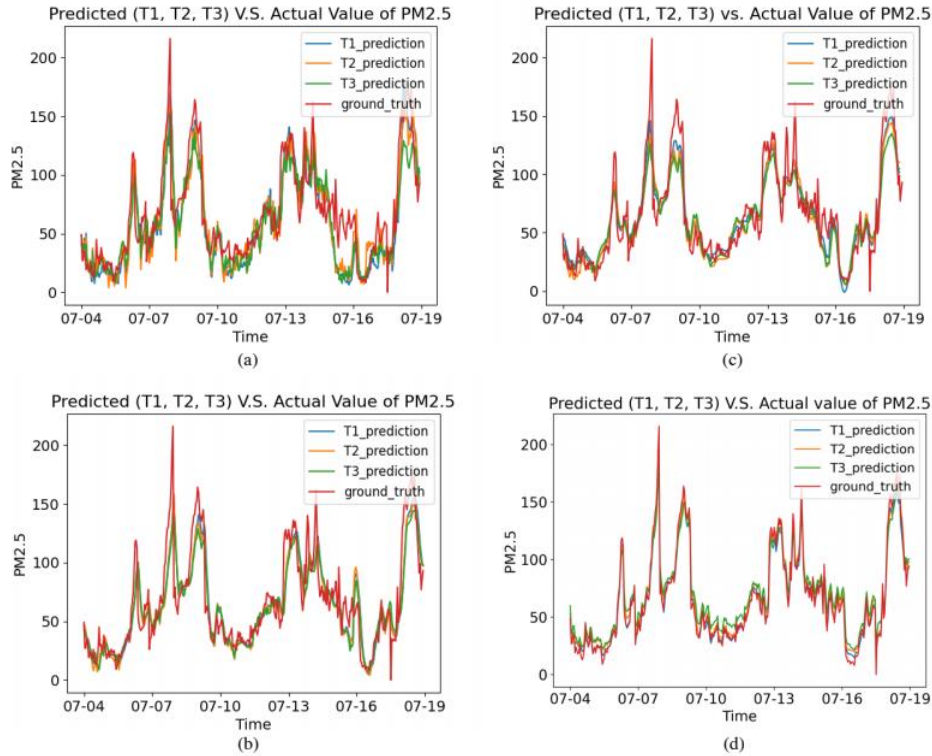 Predicted (T1, T2, T3) V.S. Actual Value of PM2.5
T1_prediction
T2_prediction
T3_prediction
ground_truth
PM2.5
200
150
100
50
0
07-04 07-07 07-10 07-13 07-16 07-19
Time
(a)
Predicted (T1, T2, T3) vs. Actual Value of PM2.5
T1_prediction
T2_prediction
T3_prediction
ground_truth
PM2.5
200
150
100
50
0
07-04 07-07 07-10 07-13 07-16 07-19
Time
(c)
Predicted (T1, T2, T3) V.S. Actual Value of PM2.5
T1_prediction
T2_prediction
T3_prediction
ground_truth
PM2.5
200
150
100
50
0
07-04 07-07 07-10 07-13 07-16 07-19
Time
(b)
Predicted (T1, T2, T3) V.S. Actual value of PM2.5
T1_prediction
T2_prediction
T3_prediction
ground_truth
PM2.5
200
150
100
50
0
07-04 07-07 07-10 07-13 07-16 07-19
Time
(d)